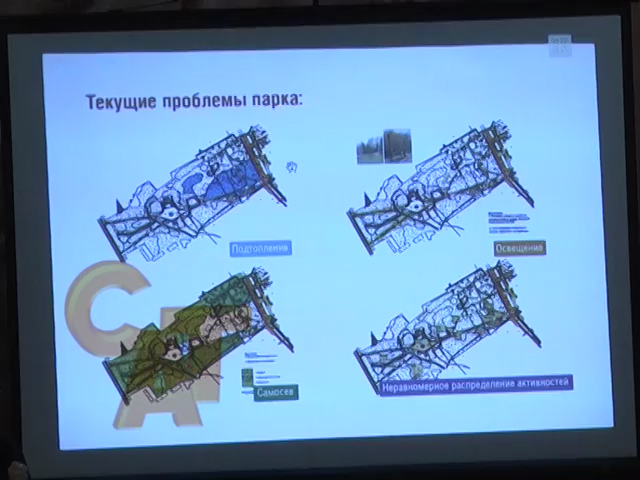 Текущие проблемы парка:
Подтопление
Освещение
Самосев
Неравномерное распределение активностей